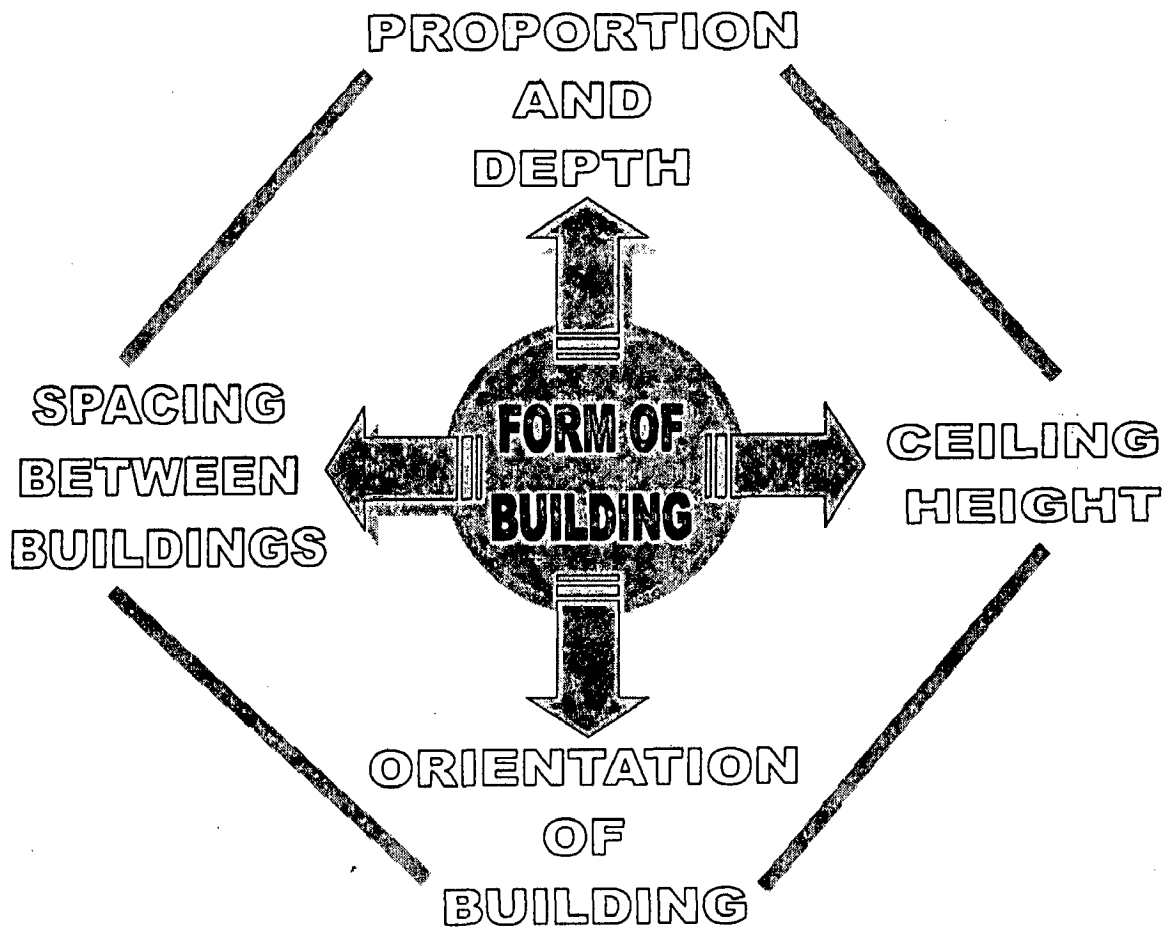 PROPORTION
AND
DEPTH
SPACING
BETWEEN
BUILDINGS
FORM OF
BUILDING
CEILING
HEIGHT
ORIENTATION
OF
BUILDING